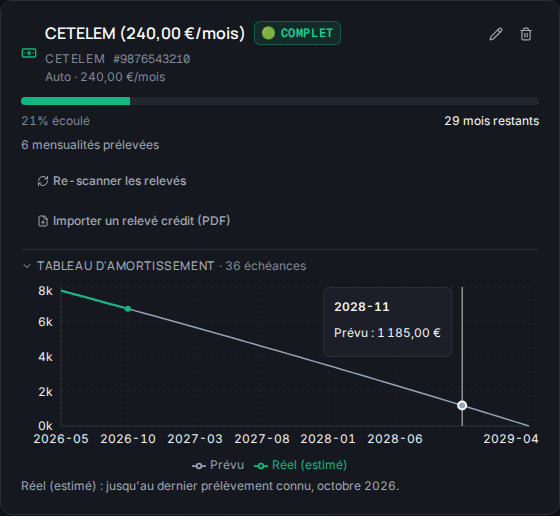 CETELEM (240,00 €/mois) COMPLET
CETELEM #9876543210
Auto · 240,00 €/mois
21% écoulé 29 mois restants
6 mensualités prélevées
Re-scanner les relevés
Importer un relevé crédit (PDF)
TABLEAU D'AMORTISSEMENT · 36 échéances
8k
6k
4k
2k
0k
2028-11
Prévu : 1 185,00 €
2026-05 2026-10 2027-03 2027-08 2028-01 2028-06 2029-04
Prévu Réel (estimé)
Réel (estimé) : jusqu'au dernier prélèvement connu, octobre 2026.